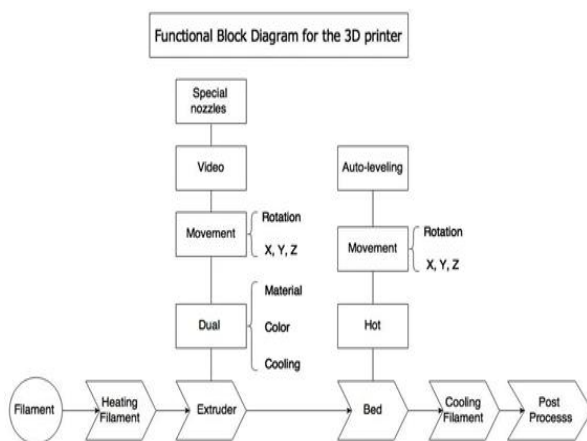 Functional Block Diagram for the 3D printer
Special
nozzles
Video
Auto-leveling
Movement
Rotation
X, Y, Z
Movement
Rotation
X, Y, Z
Dual
Material
Color
Cooling
Hot
Filament
Heating
Filament
Extruder
Bed
Cooling
Filament
Post
Processs